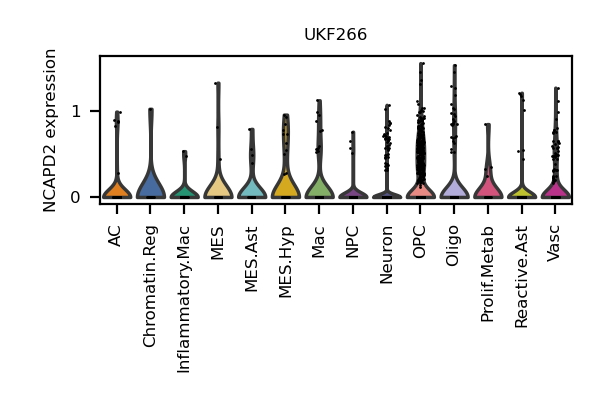 UKF266
NCAPD2 expression
1
0
AC
Chromatin.Reg
Inflammatory.Mac
MES
MES.Ast
MES.Hyp
Mac
NPC
Neuron
OPC
Oligo
Prolif.Metab
Reactive.Ast
Vasc